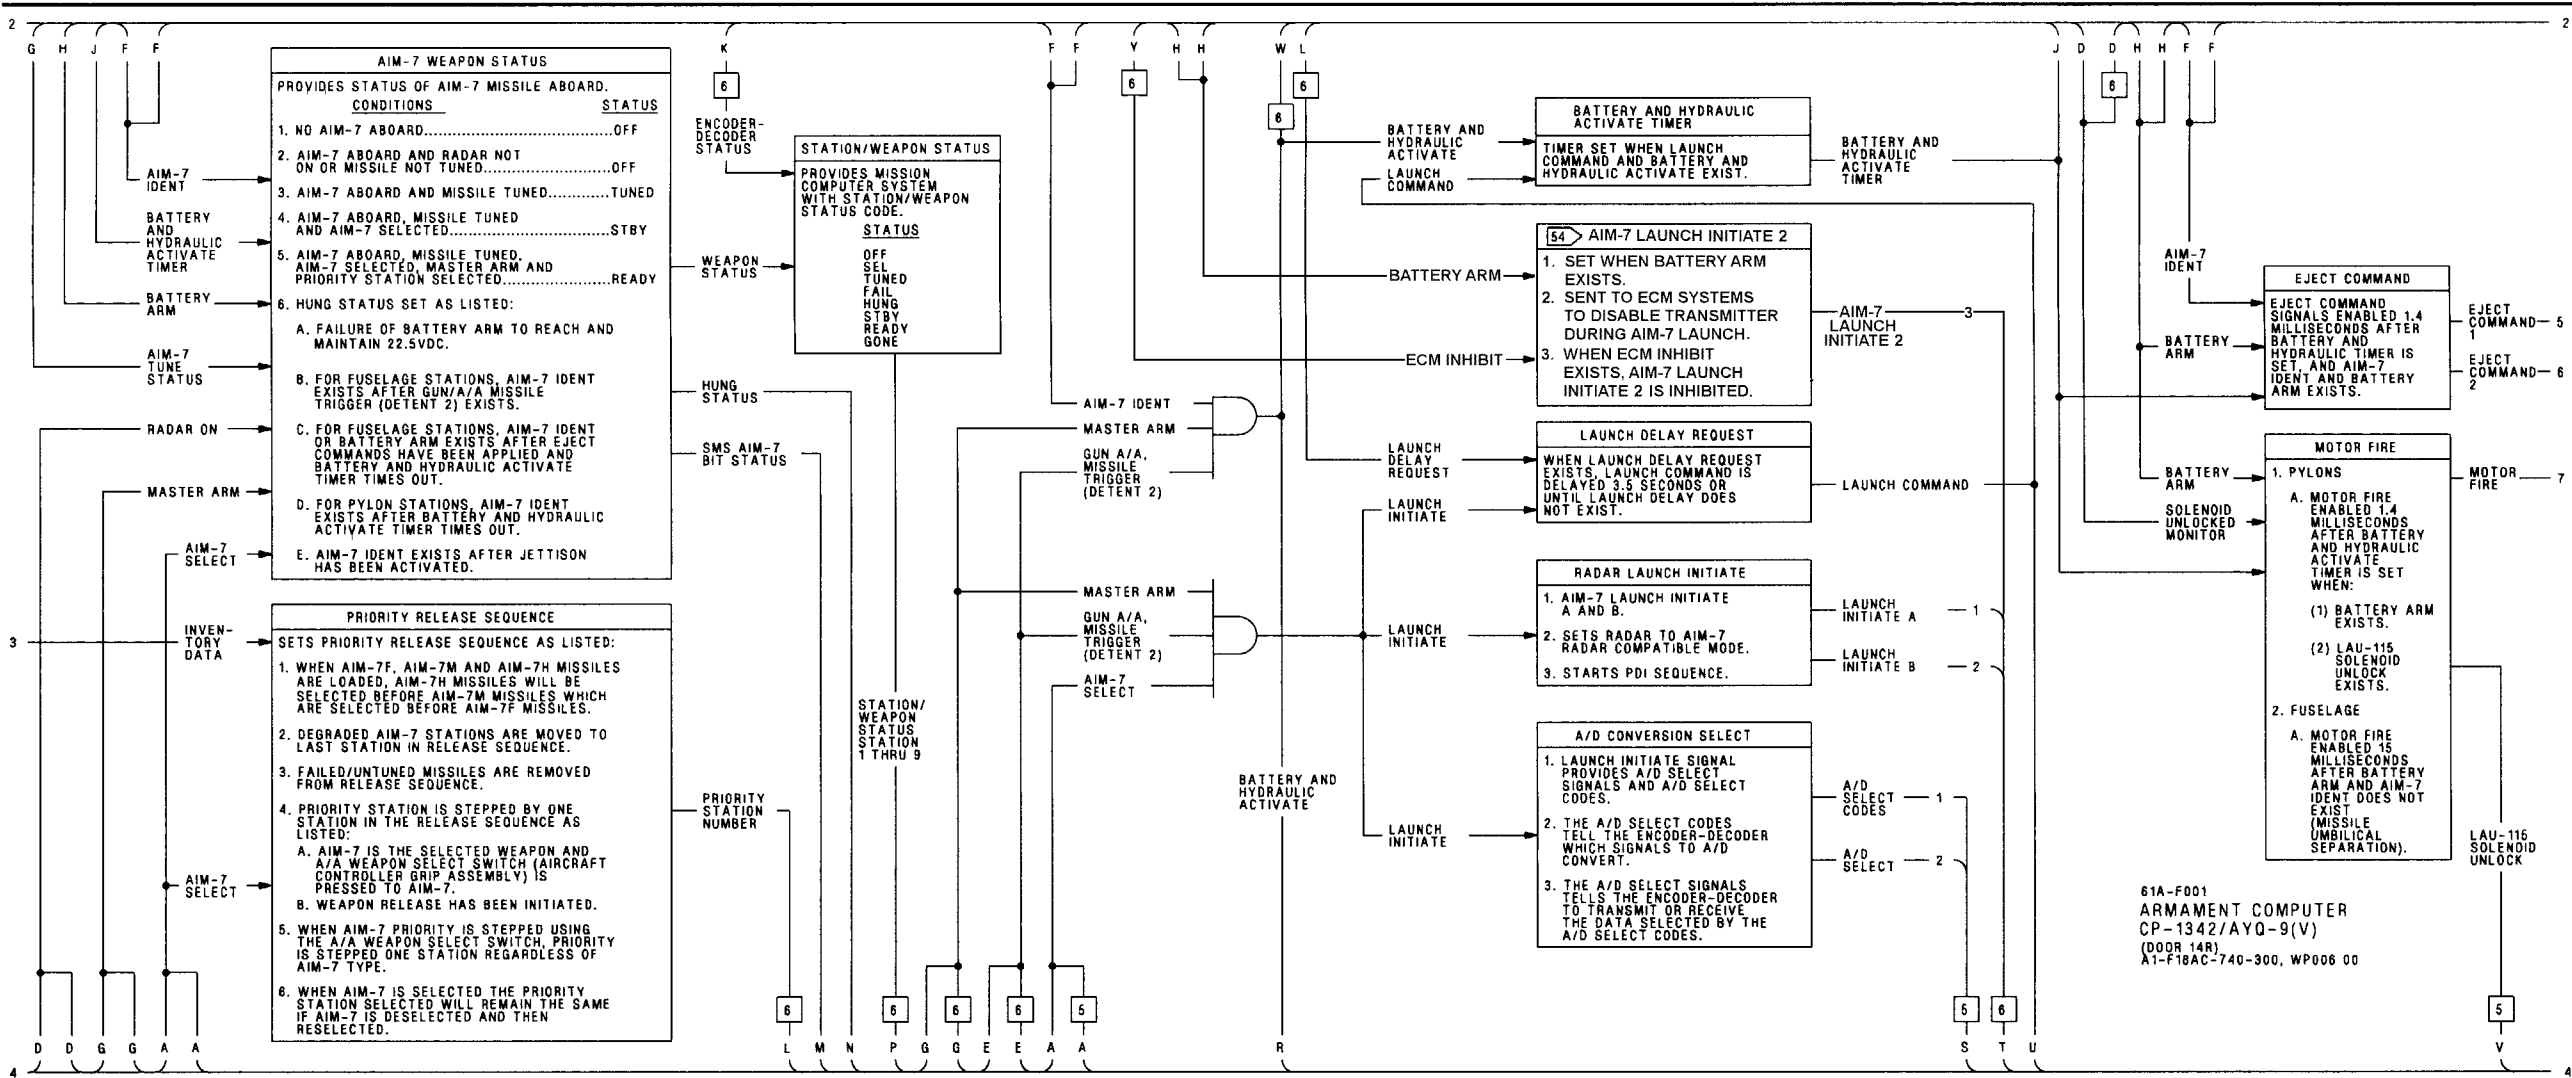 2
G H J F F K F F Y H H W L J D D H H F F
2
AIM-7 WEAPON STATUS
PROVIDES STATUS OF AIM-7 MISSILE ABOARD.
CONDITIONS STATUS
1. NO AIM-7 ABOARD....................................OFF
2. AIM-7 ABOARD AND RADAR NOT
ON OR MISSILE NOT TUNED........................OFF
3. AIM-7 ABOARD AND MISSILE TUNED............TUNED
4. AIM-7 ABOARD, MISSILE TUNED
AND AIM-7 SELECTED...............................STBY
5. AIM-7 ABOARD, MISSILE TUNED,
AIM-7 SELECTED, MASTER ARM AND
PRIORITY STATION SELECTED.....................READY
6. HUNG STATUS SET AS LISTED:
A. FAILURE OF BATTERY ARM TO REACH AND
MAINTAIN 22.5VDC.
B. FOR FUSELAGE STATIONS, AIM-7 IDENT
EXISTS AFTER GUN/A/A MISSILE
TRIGGER (DETENT 2) EXISTS.
C. FOR FUSELAGE STATIONS, AIM-7 IDENT
OR BATTERY ARM EXISTS AFTER EJECT
COMMANDS HAVE BEEN APPLIED AND
BATTERY AND HYDRAULIC ACTIVATE
TIMER TIMES OUT.
D. FOR PYLON STATIONS, AIM-7 IDENT
EXISTS AFTER BATTERY AND HYDRAULIC
ACTIVATE TIMER TIMES OUT.
E. AIM-7 IDENT EXISTS AFTER JETTISON
HAS BEEN ACTIVATED.
AIM-7
IDENT
BATTERY
AND
HYDRAULIC
ACTIVATE
TIMER
BATTERY
ARM
AIM-7
TUNE
STATUS
RADAR ON
MASTER ARM
AIM-7
SELECT
3
INVEN-
TORY
DATA
AIM-7
SELECT
PRIORITY RELEASE SEQUENCE
SETS PRIORITY RELEASE SEQUENCE AS LISTED:
1. WHEN AIM-7F, AIM-7M AND AIM-7H MISSILES
ARE LOADED, AIM-7H MISSILES WILL BE
SELECTED BEFORE AIM-7M MISSILES WHICH
ARE SELECTED BEFORE AIM-7F MISSILES.
2. DEGRADED AIM-7 STATIONS ARE MOVED TO
LAST STATION IN RELEASE SEQUENCE.
3. FAILED/UNTUNED MISSILES ARE REMOVED
FROM RELEASE SEQUENCE.
4. PRIORITY STATION IS STEPPED BY ONE
STATION IN THE RELEASE SEQUENCE AS
LISTED:
A. AIM-7 IS THE SELECTED WEAPON AND
A/A WEAPON SELECT SWITCH (AIRCRAFT
CONTROLLER GRIP ASSEMBLY) IS
PRESSED TO AIM-7.
B. WEAPON RELEASE HAS BEEN INITIATED.
5. WHEN AIM-7 PRIORITY IS STEPPED USING
THE A/A WEAPON SELECT SWITCH, PRIORITY
IS STEPPED ONE STATION REGARDLESS OF
AIM-7 TYPE.
6. WHEN AIM-7 IS SELECTED THE PRIORITY
STATION SELECTED WILL REMAIN THE SAME
IF AIM-7 IS DESELECTED AND THEN
RESELECTED.
6
ENCODER-
DECODER
STATUS
WEAPON
STATUS
HUNG
STATUS
SMS AIM-7
BIT STATUS
PRIORITY
STATION
NUMBER
STATION/WEAPON STATUS
PROVIDES MISSION
COMPUTER SYSTEM
WITH STATION/WEAPON
STATUS CODE.
STATUS
OFF
SEL
TUNED
FAIL
HUNG
STBY
READY
GONE
STATION/
WEAPON
STATUS
STATION
1 THRU 9
6
6
6
AIM-7 IDENT
MASTER ARM
GUN A/A,
MISSILE
TRIGGER
(DETENT 2)
MASTER ARM
GUN A/A,
MISSILE
TRIGGER
(DETENT 2)
AIM-7
SELECT
BATTERY AND
HYDRAULIC
ACTIVATE
BATTERY AND
HYDRAULIC
ACTIVATE
LAUNCH
COMMAND
BATTERY AND HYDRAULIC
ACTIVATE TIMER
TIMER SET WHEN LAUNCH
COMMAND AND BATTERY AND
HYDRAULIC ACTIVATE EXIST.
BATTERY AND
HYDRAULIC
ACTIVATE
TIMER
BATTERY ARM
ECM INHIBIT
54 AIM-7 LAUNCH INITIATE 2
1. SET WHEN BATTERY ARM
EXISTS.
2. SENT TO ECM SYSTEMS
TO DISABLE TRANSMITTER
DURING AIM-7 LAUNCH.
3. WHEN ECM INHIBIT
EXISTS, AIM-7 LAUNCH
INITIATE 2 IS INHIBITED.
AIM-7 3
LAUNCH
INITIATE 2
LAUNCH
DELAY
REQUEST
LAUNCH
INITIATE
LAUNCH DELAY REQUEST
WHEN LAUNCH DELAY REQUEST
EXISTS, LAUNCH COMMAND IS
DELAYED 3.5 SECONDS OR
UNTIL LAUNCH DELAY DOES
NOT EXIST.
LAUNCH COMMAND
LAUNCH
INITIATE
RADAR LAUNCH INITIATE
1. AIM-7 LAUNCH INITIATE
A AND B.
2. SETS RADAR TO AIM-7
RADAR COMPATIBLE MODE.
3. STARTS PDI SEQUENCE.
LAUNCH
INITIATE A 1
LAUNCH
INITIATE B 2
LAUNCH
INITIATE
A/D CONVERSION SELECT
1. LAUNCH INITIATE SIGNAL
PROVIDES A/D SELECT
SIGNALS AND A/D SELECT
CODES.
2. THE A/D SELECT CODES
TELL THE ENCODER-DECODER
WHICH SIGNALS TO A/D
CONVERT.
3. THE A/D SELECT SIGNALS
TELLS THE ENCODER-DECODER
TO TRANSMIT OR RECEIVE
THE DATA SELECTED BY THE
A/D SELECT CODES.
A/D
SELECT 1
CODES
A/D
SELECT 2
6
AIM-7
IDENT
BATTERY
ARM
EJECT COMMAND
EJECT COMMAND
SIGNALS ENABLED 1.4
MILLISECONDS AFTER
BATTERY AND
HYDRAULIC TIMER IS
SET, AND AIM-7
IDENT AND BATTERY
ARM EXISTS.
EJECT
COMMAND 5
1
EJECT
COMMAND 6
2
BATTERY
ARM
SOLENOID
UNLOCKED
MONITOR
MOTOR FIRE
1. PYLONS
A. MOTOR FIRE
ENABLED 1.4
MILLISECONDS
AFTER BATTERY
AND HYDRAULIC
ACTIVATE
TIMER IS SET
WHEN:
(1) BATTERY ARM
EXISTS.
(2) LAU-115
SOLENOID
UNLOCK
EXISTS.
2. FUSELAGE
A. MOTOR FIRE
ENABLED 15
MILLISECONDS
AFTER BATTERY
ARM AND AIM-7
IDENT DOES NOT
EXIST
(MISSILE
UMBILICAL
SEPARATION).
MOTOR
FIRE 7
LAU-115
SOLENOID
UNLOCK
61A-F001
ARMAMENT COMPUTER
CP-1342/AYQ-9(V)
(DOOR 14R)
A1-F18AC-740-300, WP006 00
6 6 6 6 5 5 6 5
D D G G A A L M N P G G E E A A R S T U V
4
4